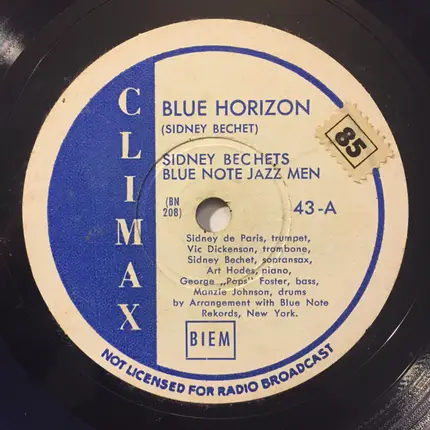 CLIMAX
BLUE HORIZON
(SIDNEY BECHET)
85
SIDNEY BECHETS
BLUE NOTE JAZZ MEN
(BN
208)
43-A
Sidney de Paris, trumpet,
Vic Dickenson, trombone,
Sidney Bechet, sopransax,
Art Hodes, piano,
George „Pops" Foster, bass,
Manzie Johnson, drums
by Arrangement with Blue Note
Rekords, New York.
BIEM
NOT LICENSED FOR RADIO BROADCAST